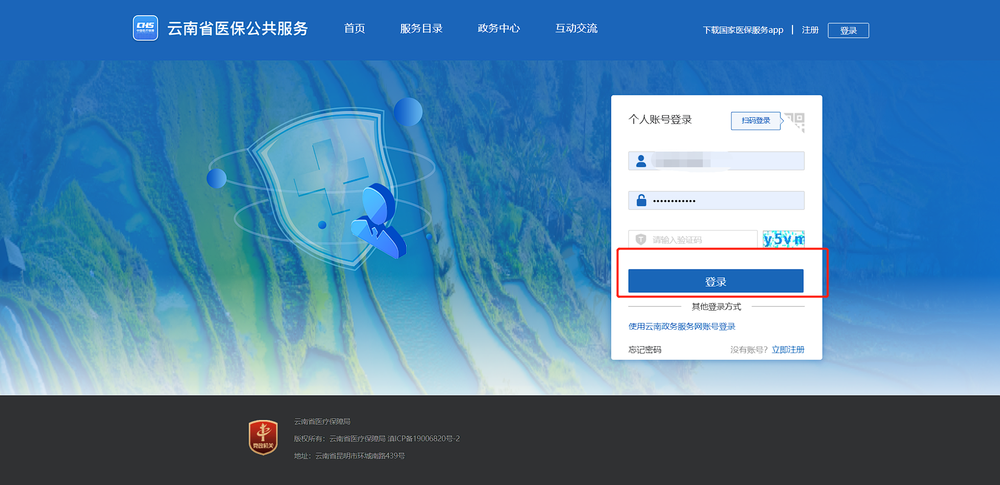 CHS
中国医疗保障
云南省医保公共服务
首页
服务目录
政务中心
互动交流
下载国家医保服务app
注册
登录
个人账号登录
扫码登录
••••••••••••
请输入验证码
y5vm
登录
其他登录方式
使用云南政务服务网账号登录
忘记密码
没有账号? 立即注册
党政机关
云南省医疗保障局
版权所有：云南省医疗保障局 滇ICP备19006820号-2
地址：云南省昆明市环城南路439号